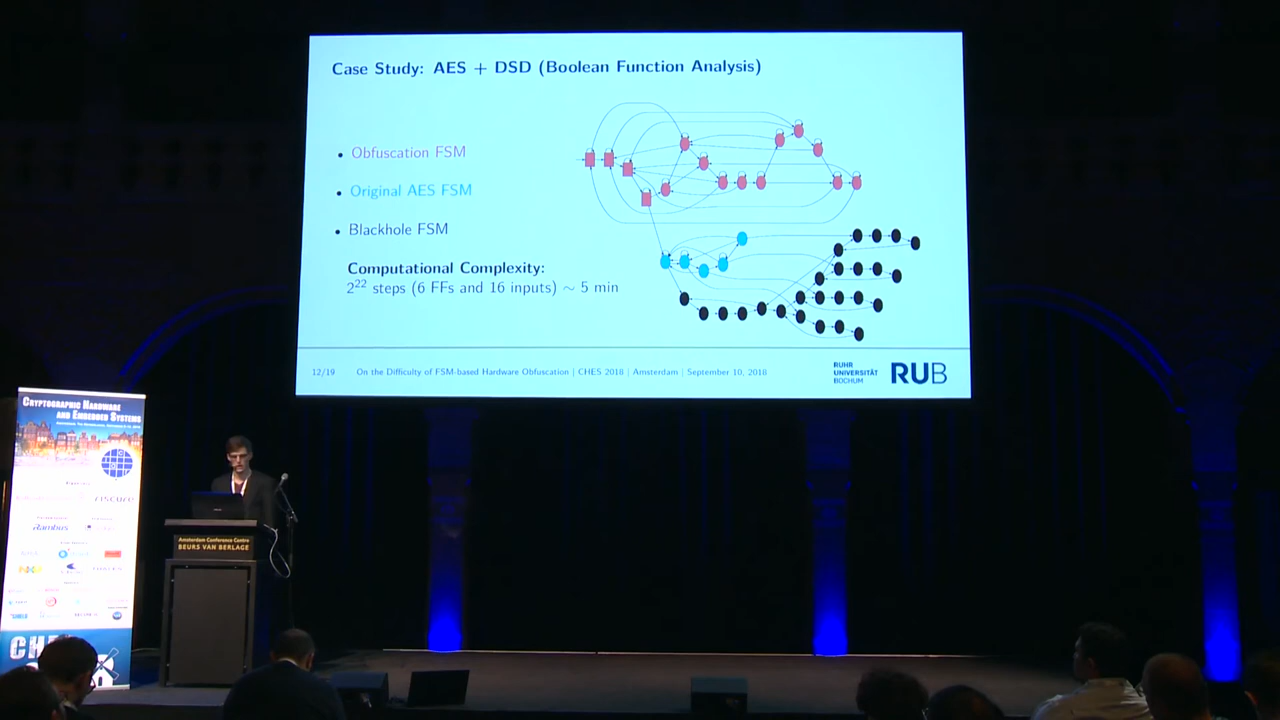 Case Study: AES + DSD (Boolean Function Analysis)
• Obfuscation FSM
• Original AES FSM
• Blackhole FSM
Computational Complexity:
2²² steps (6 FFs and 16 inputs) ∼ 5 min
12/19 On the Difficulty of FSM-based Hardware Obfuscation | CHES 2018 | Amsterdam | September 10, 2018
RUHR
UNIVERSITÄT
BOCHUM
RUB
CRYPTOGRAPHIC HARDWARE
AND EMBEDDED SYSTEMS
riscure
Rambus
Amsterdam Conference Centre
BEURS VAN BERLAGE